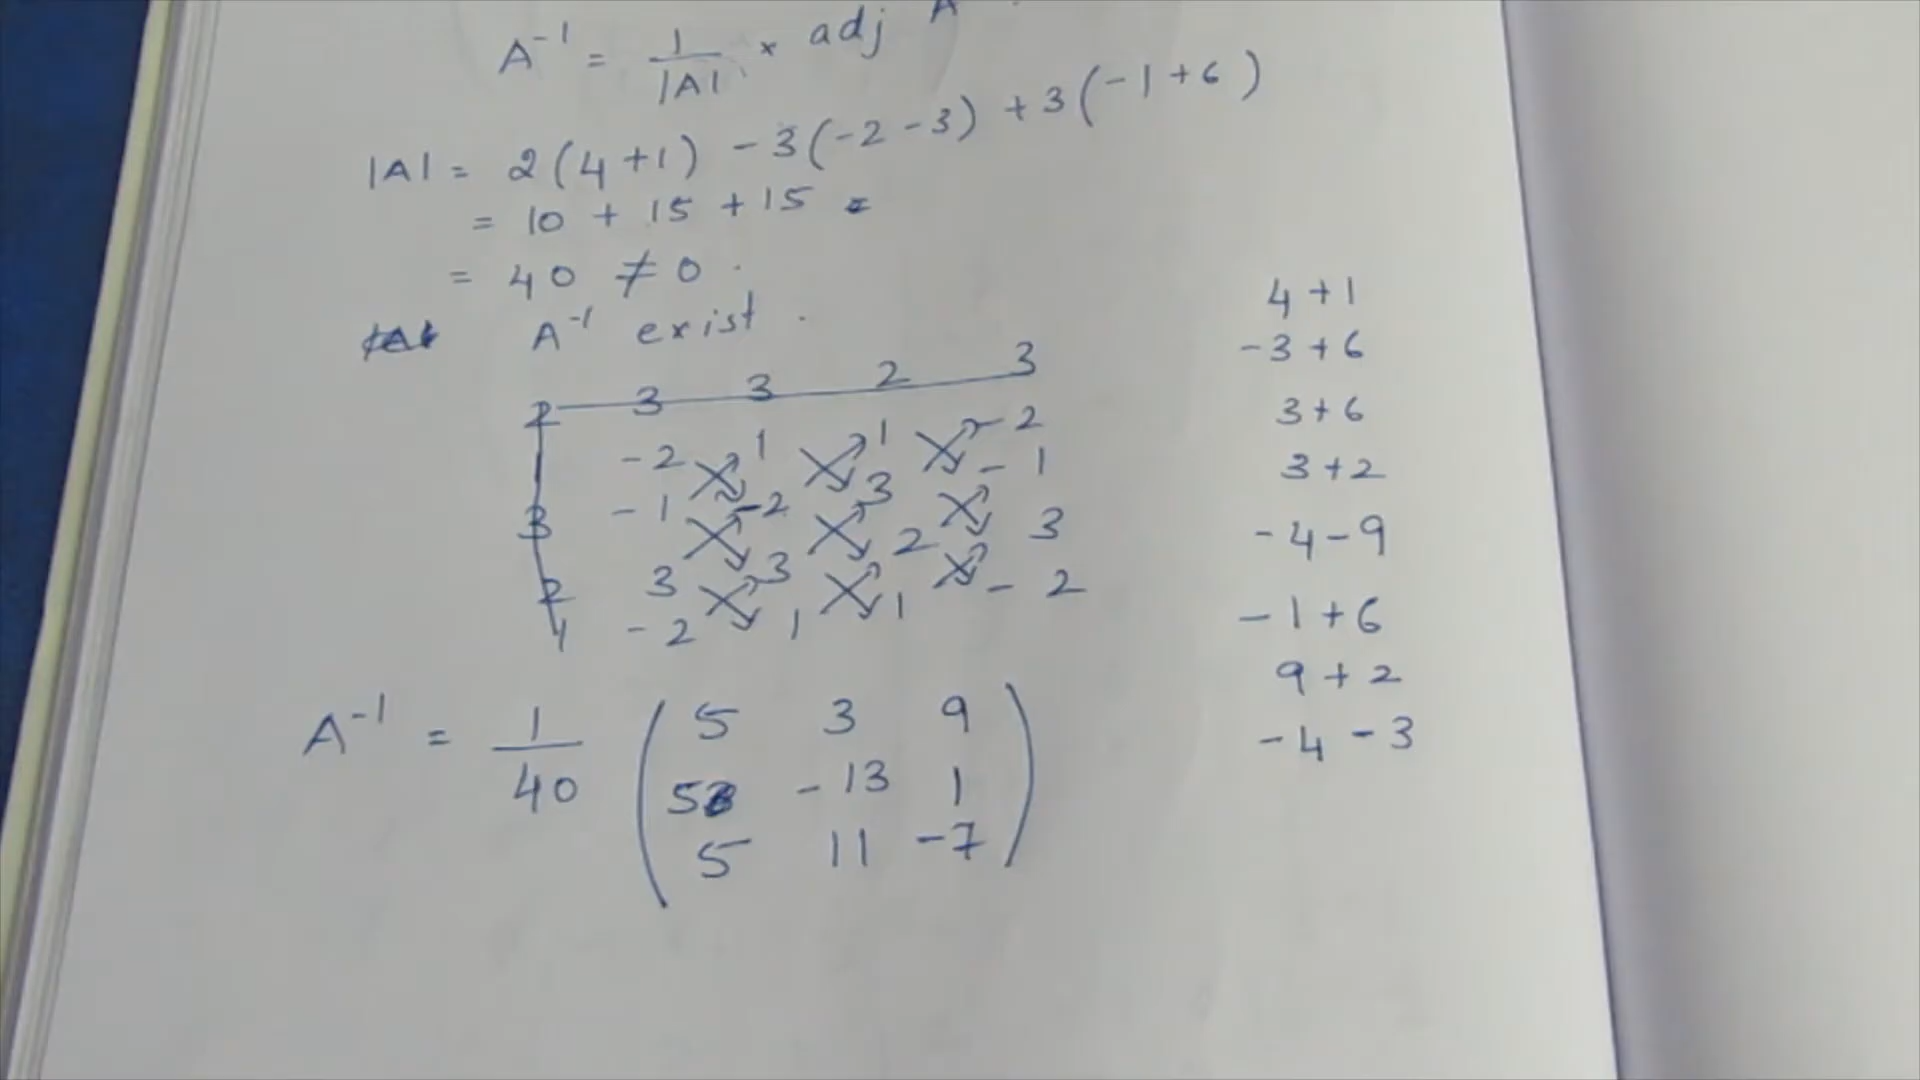 A⁻¹ = 1/|A| × adj A
|A| = 2(4+1) -3(-2-3) +3(-1+6)
= 10 + 15 + 15 =
= 40 ≠ 0 .
A⁻¹ exist .
2 3 3 2 3
-2 1 1 -2
-1 -2 3 -1
3 3 3 2 3
2 -2 1 1 -2
1
4+1
-3+6
3+6
3+2
-4-9
-1+6
9+2
-4-3
A⁻¹ = 1/40 ( 5 3 9
5 -13 1
5 11 -7 )